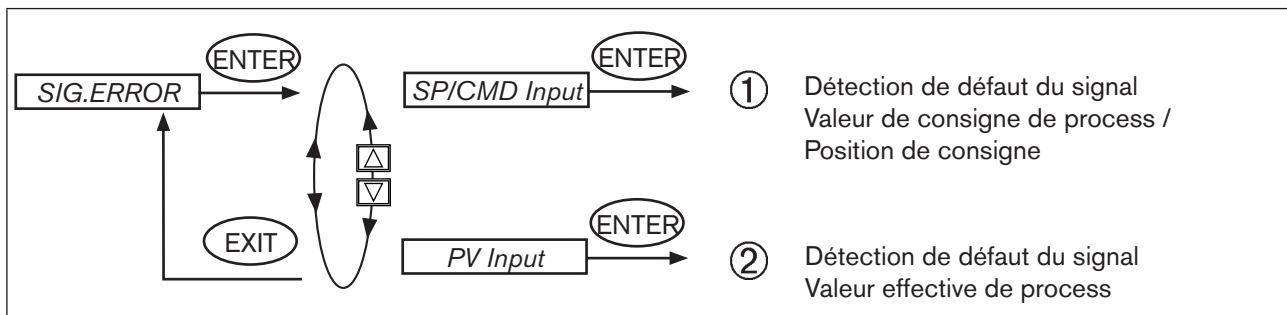 SIG.ERROR
ENTER
EXIT
SP/CMD Input
ENTER
① Détection de défaut du signal
Valeur de consigne de process /
Position de consigne
PV Input
ENTER
② Détection de défaut du signal
Valeur effective de process